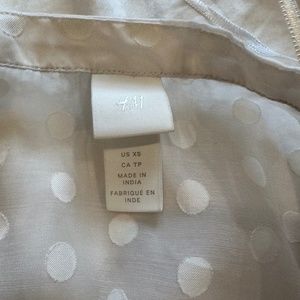 H&M
US XS
CA TP
MADE IN
INDIA
FABRIQUÉ EN
INDE